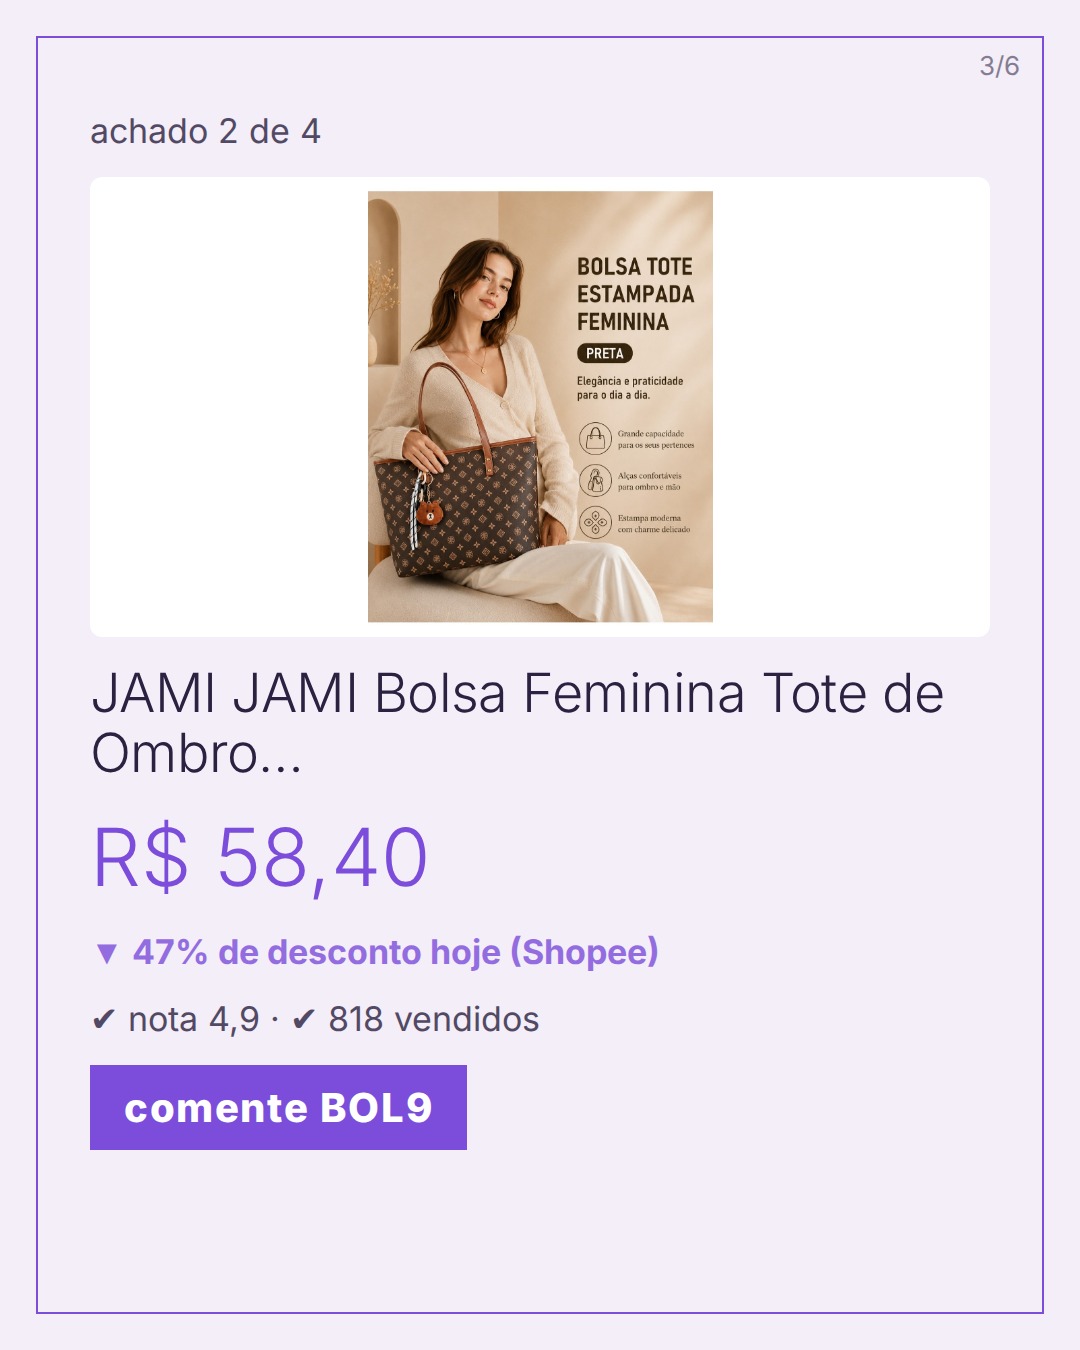 3/6
achado 2 de 4
BOLSA TOTE
ESTAMPADA
FEMININA
PRETA
Elegância e praticidade
para o dia a dia.
Grande capacidade
para os seus pertences
Alças confortáveis
para ombro e mão
Estampa moderna
com charme delicado
JAMI JAMI Bolsa Feminina Tote de
Ombro...
R$ 58,40
▼ 47% de desconto hoje (Shopee)
✔ nota 4,9 · ✔ 818 vendidos
comente BOL9